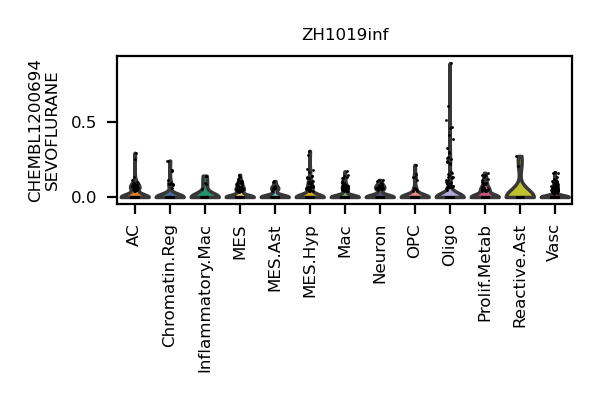 ZH1019inf
CHEMBL1200694
SEVOFLURANE
0.5
0.0
AC
Chromatin.Reg
Inflammatory.Mac
MES
MES.Ast
MES.Hyp
Mac
Neuron
OPC
Oligo
Prolif.Metab
Reactive.Ast
Vasc